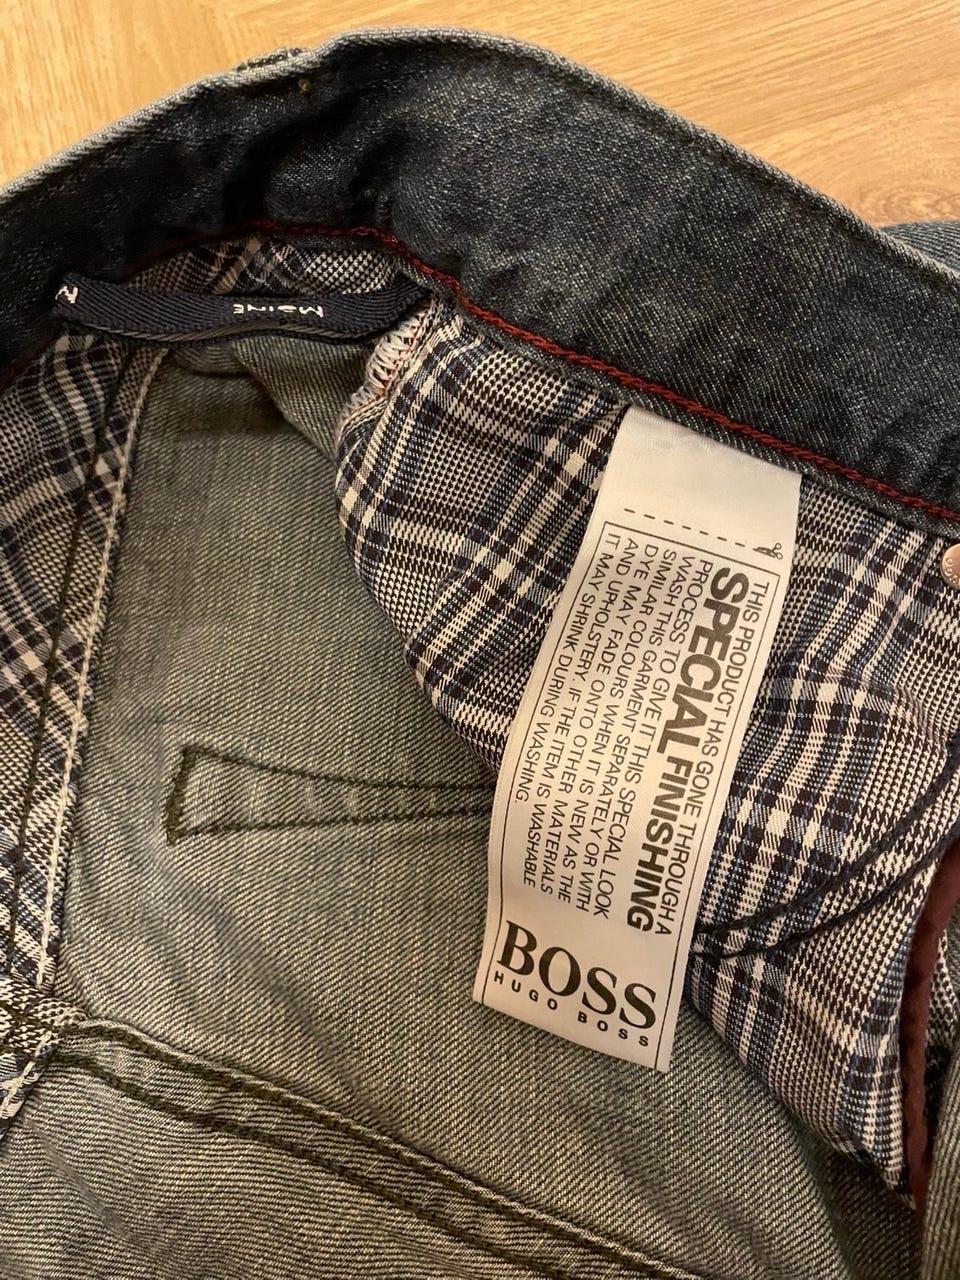 THIS PRODUCT HAS GONE THROUGH A
SPECIAL FINISHING
PROCESS TO GIVE IT THIS SPECIAL LOOK
WASH THIS GARMENT SEPARATELY OR WITH
SIMILAR COLOURS WHEN IT IS NEW AS THE
DYE MAY FADE ONTO OTHER MATERIALS
AND UPHOLSTERY. IF THE ITEM IS WASHABLE
IT MAY SHRINK DURING WASHING.
BOSS
HUGO BOSS